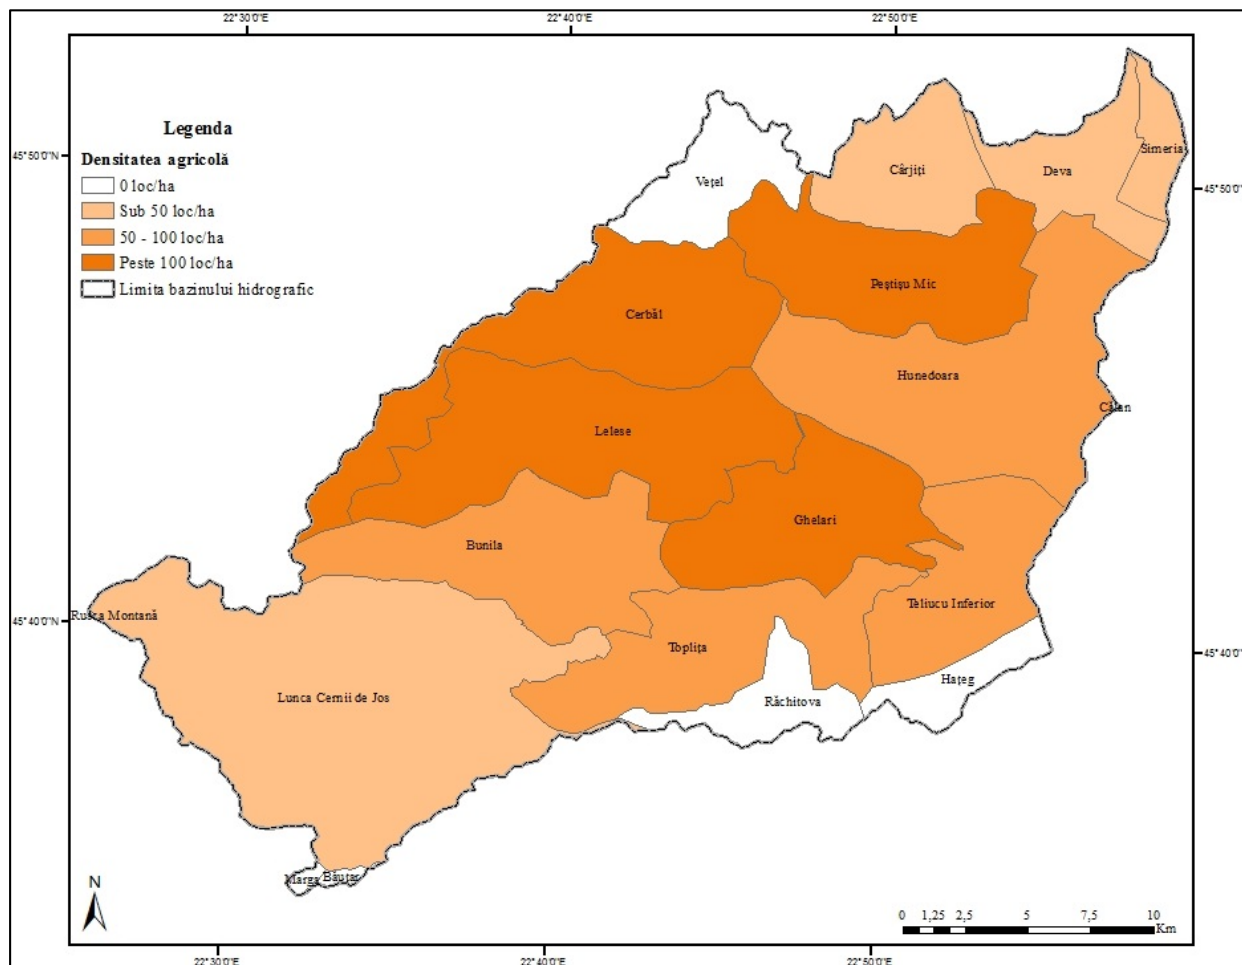 22°30'0"E 22°40'0"E 22°50'0"E
Legenda
Densitatea agricolă
0 loc/ha
Sub 50 loc/ha
50 - 100 loc/ha
Peste 100 loc/ha
Limita bazinului hidrografic
45°50'0"N
45°50'0"N
Simeria
Cârjiți
Deva
Vețel
Peștișu Mic
Cerbăl
Hunedoara
Călan
Lelese
Ghelari
Bunila
Teliucu Inferior
Rusca Montană
45°40'0"N
45°40'0"N
Toplița
Hațeg
Lunca Cernii de Jos
Răchitova
Marga
Băuțar
N
0 1,25 2,5 5 7,5 10
Km
22°30'0"E 22°40'0"E 22°50'0"E